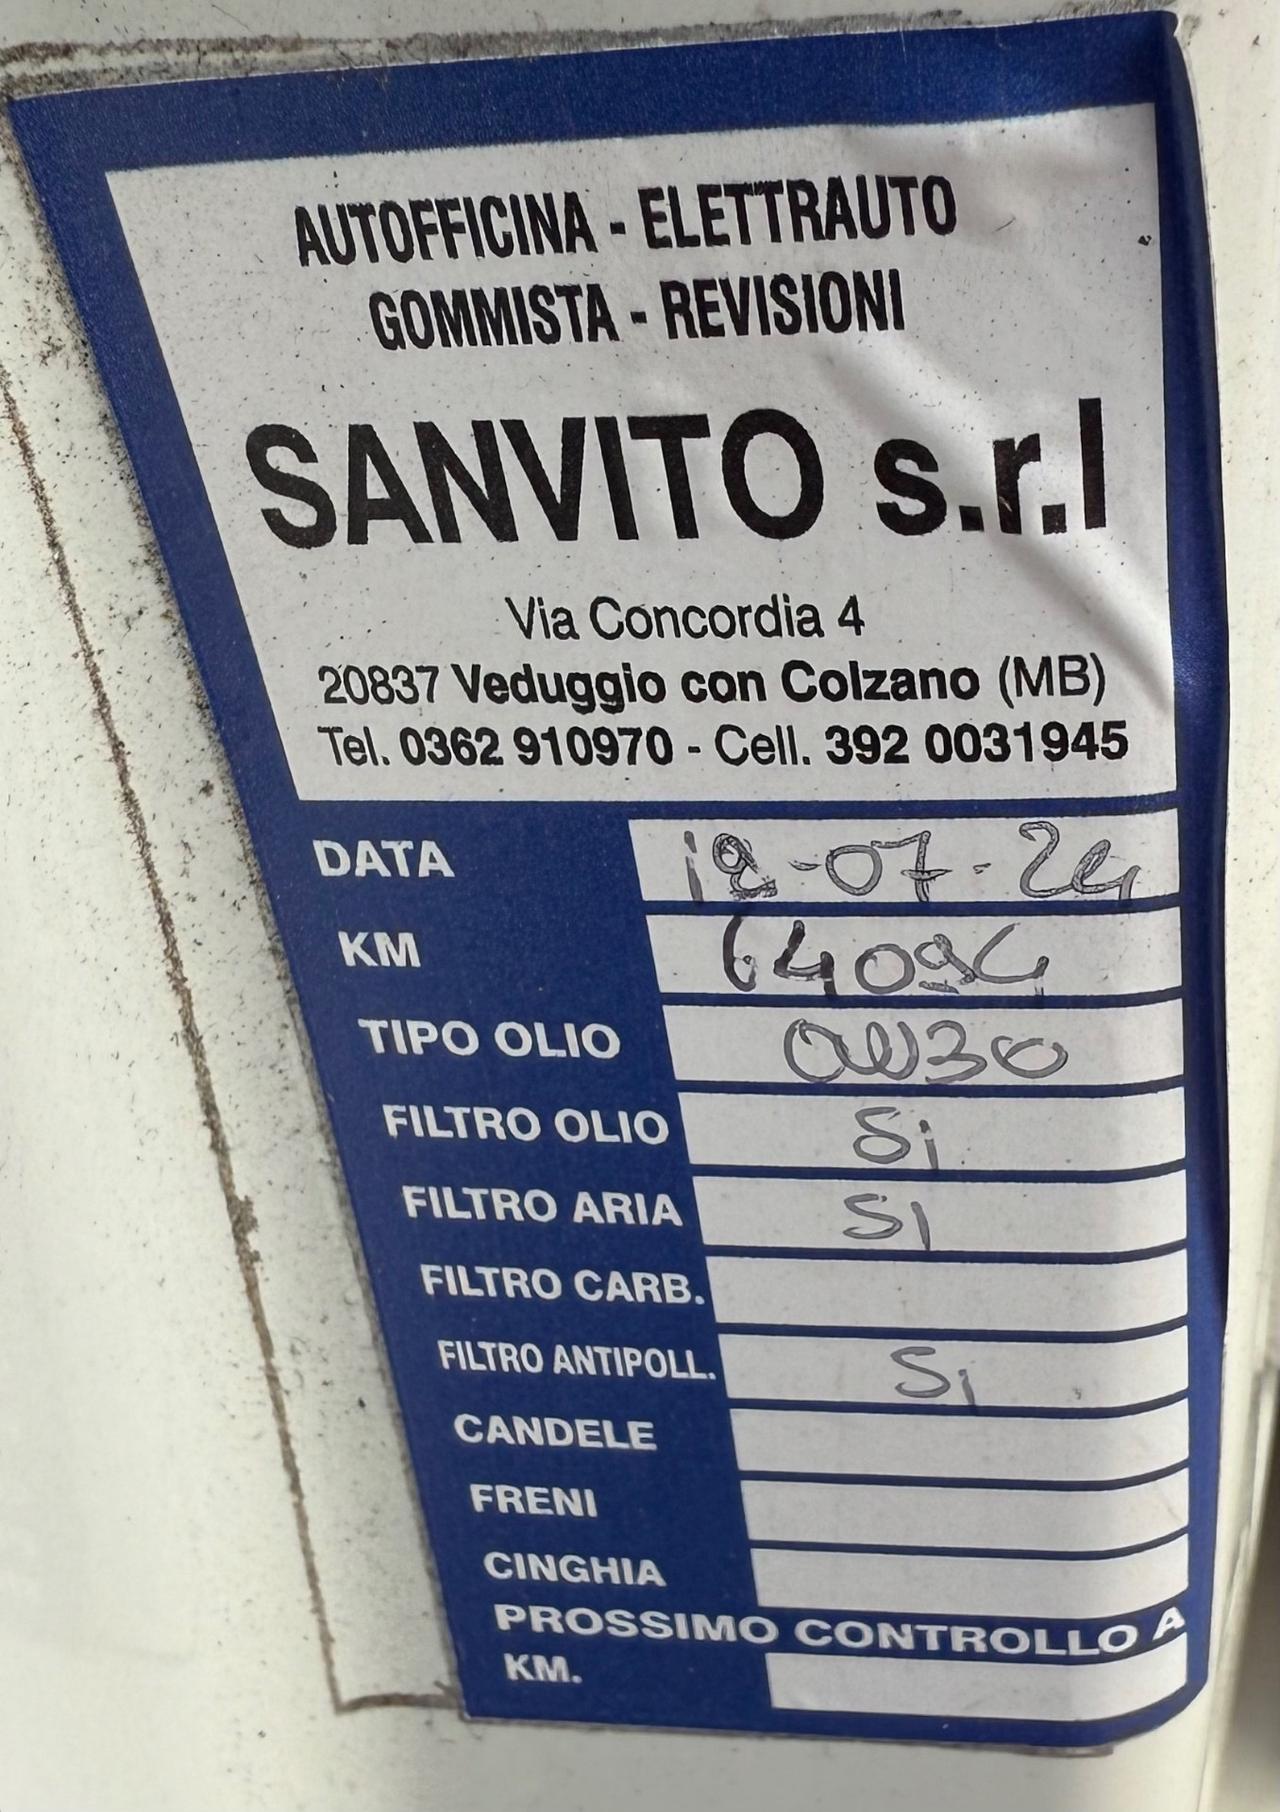 AUTOFFICINA - ELETTRAUTO
GOMMISTA - REVISIONI
SANVITO s.r.l
Via Concordia 4
20837 Veduggio con Colzano (MB)
Tel. 0362 910970 - Cell. 392 0031945
DATA 12-07-24
KM 64094
TIPO OLIO 0W30
FILTRO OLIO Si
FILTRO ARIA SI
FILTRO CARB.
FILTRO ANTIPOLL. Si
CANDELE
FRENI
CINGHIA
PROSSIMO CONTROLLO A
KM.